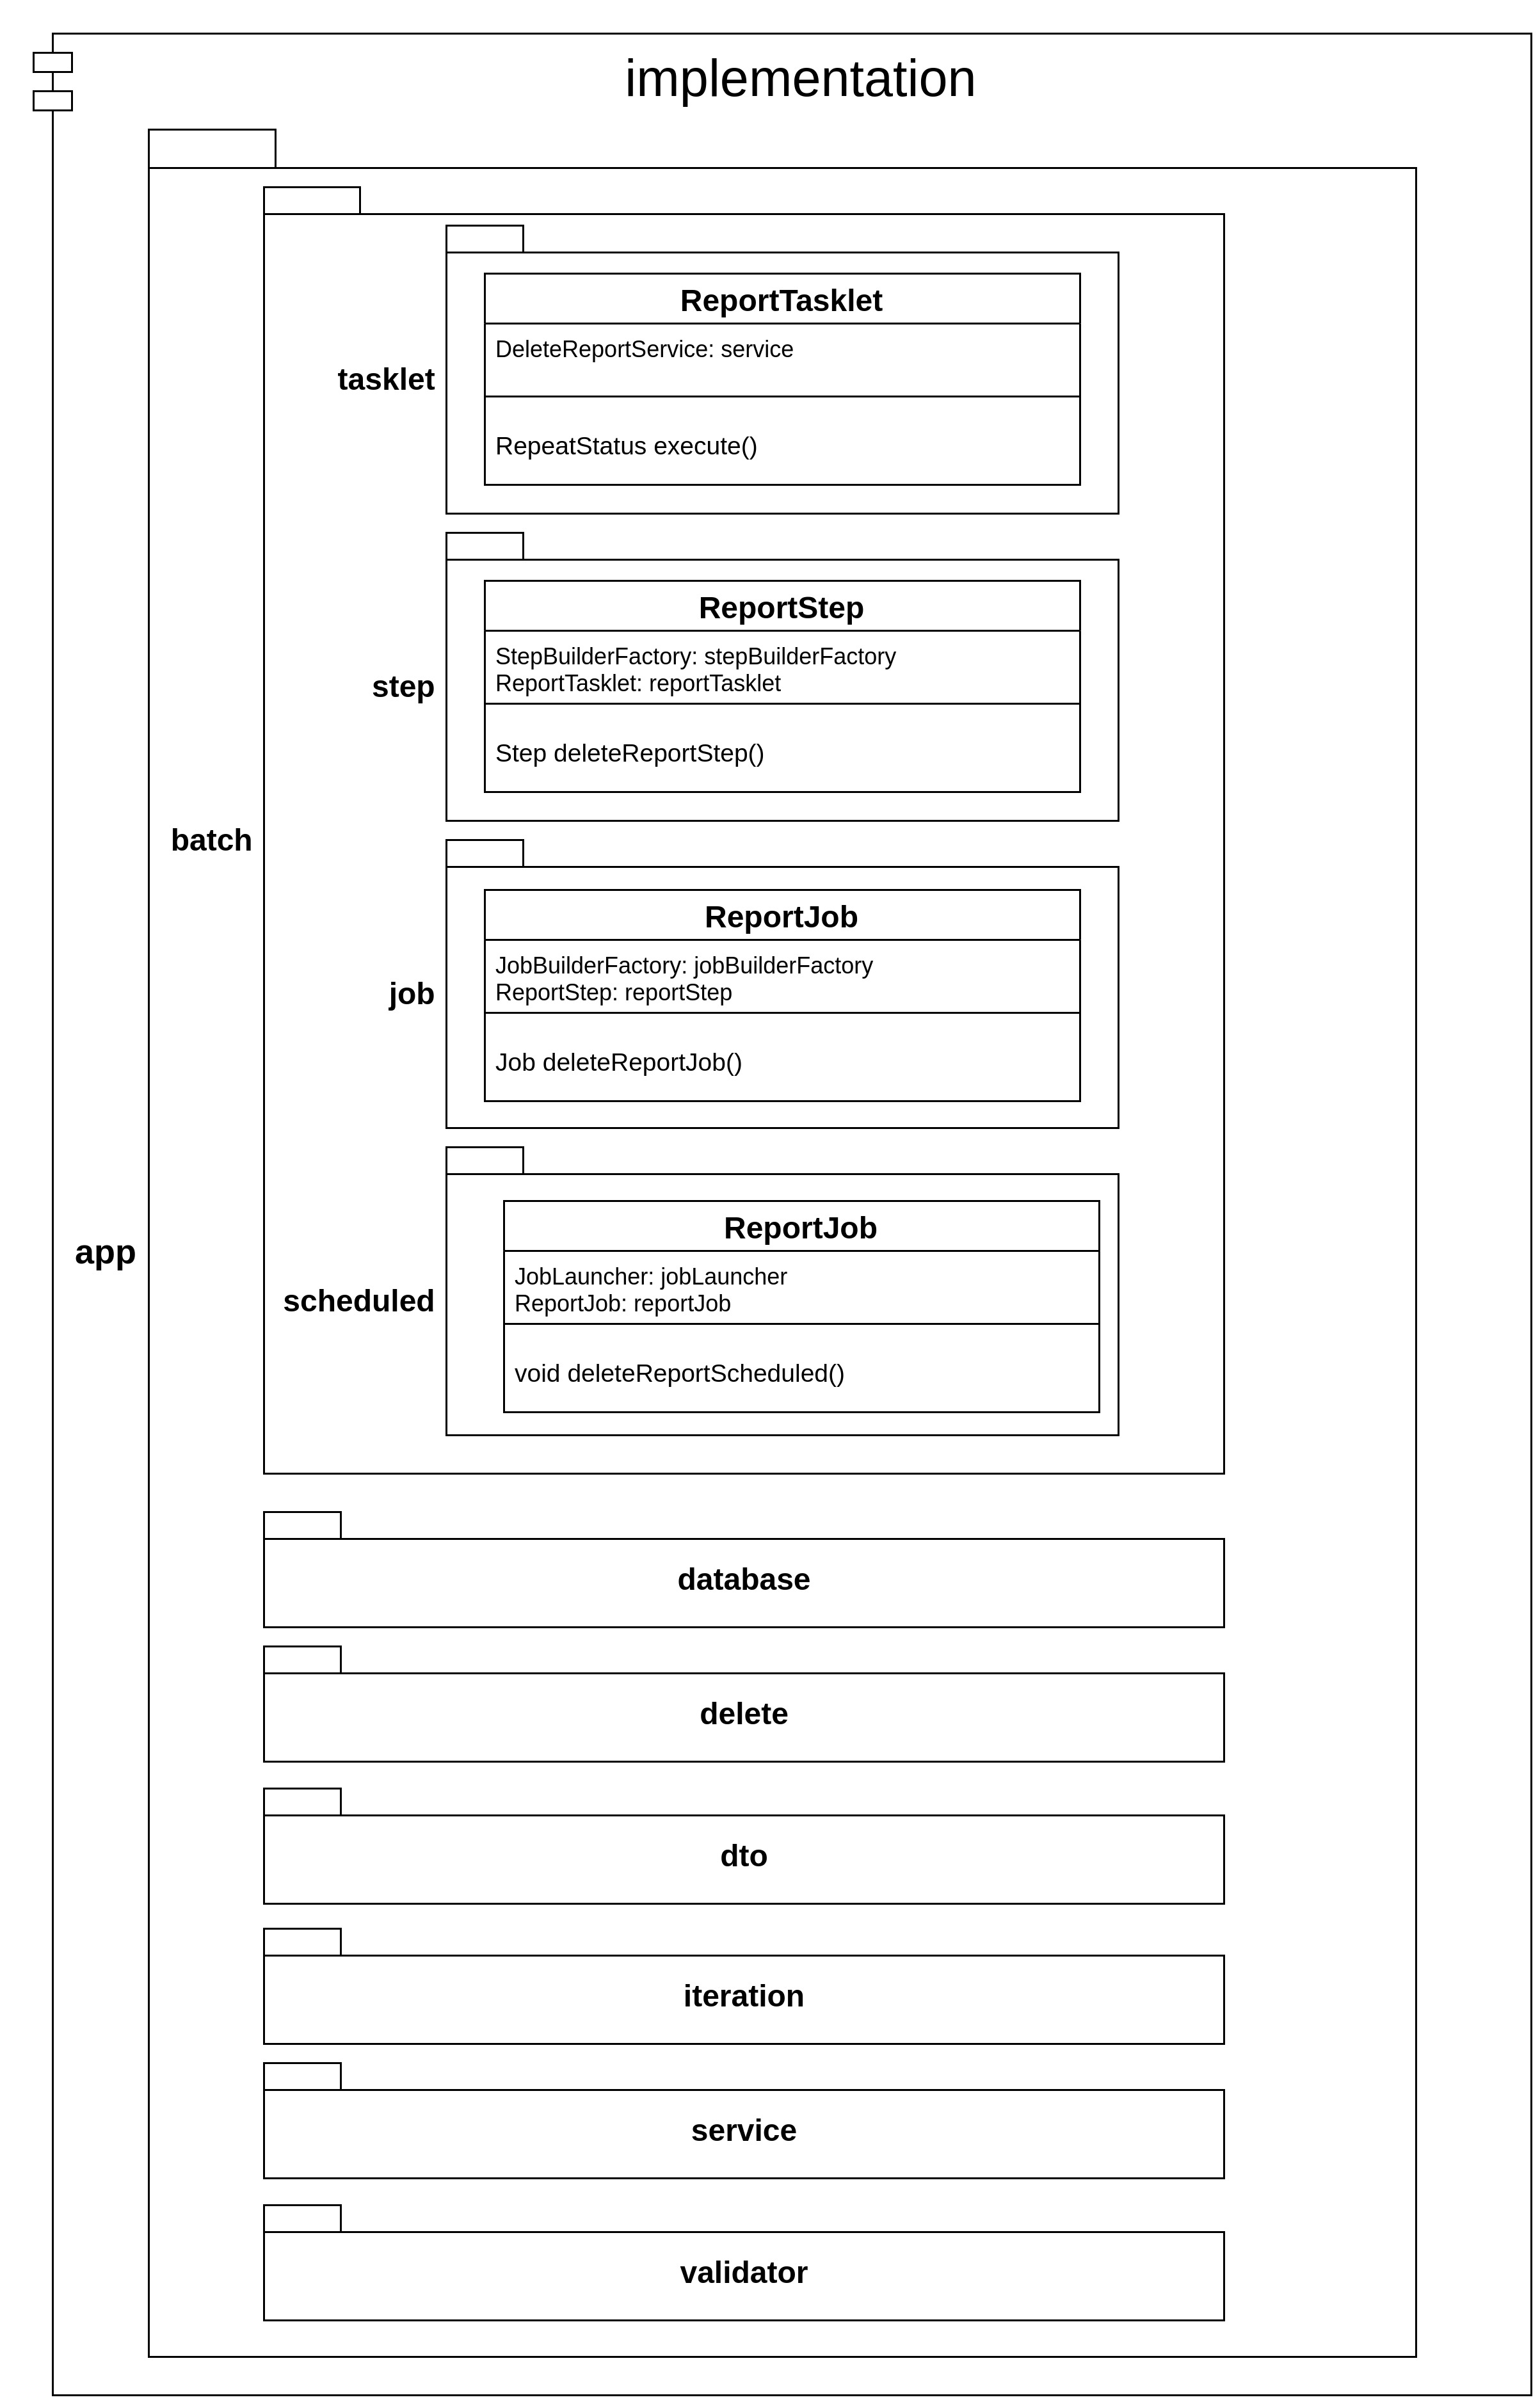 implementation
ReportTasklet
DeleteReportService: service
tasklet
RepeatStatus execute()
ReportStep
StepBuilderFactory: stepBuilderFactory
ReportTasklet: reportTasklet
step
Step deleteReportStep()
batch
ReportJob
JobBuilderFactory: jobBuilderFactory
ReportStep: reportStep
job
Job deleteReportJob()
app
ReportJob
JobLauncher: jobLauncher
ReportJob: reportJob
scheduled
void deleteReportScheduled()
database
delete
dto
iteration
service
validator